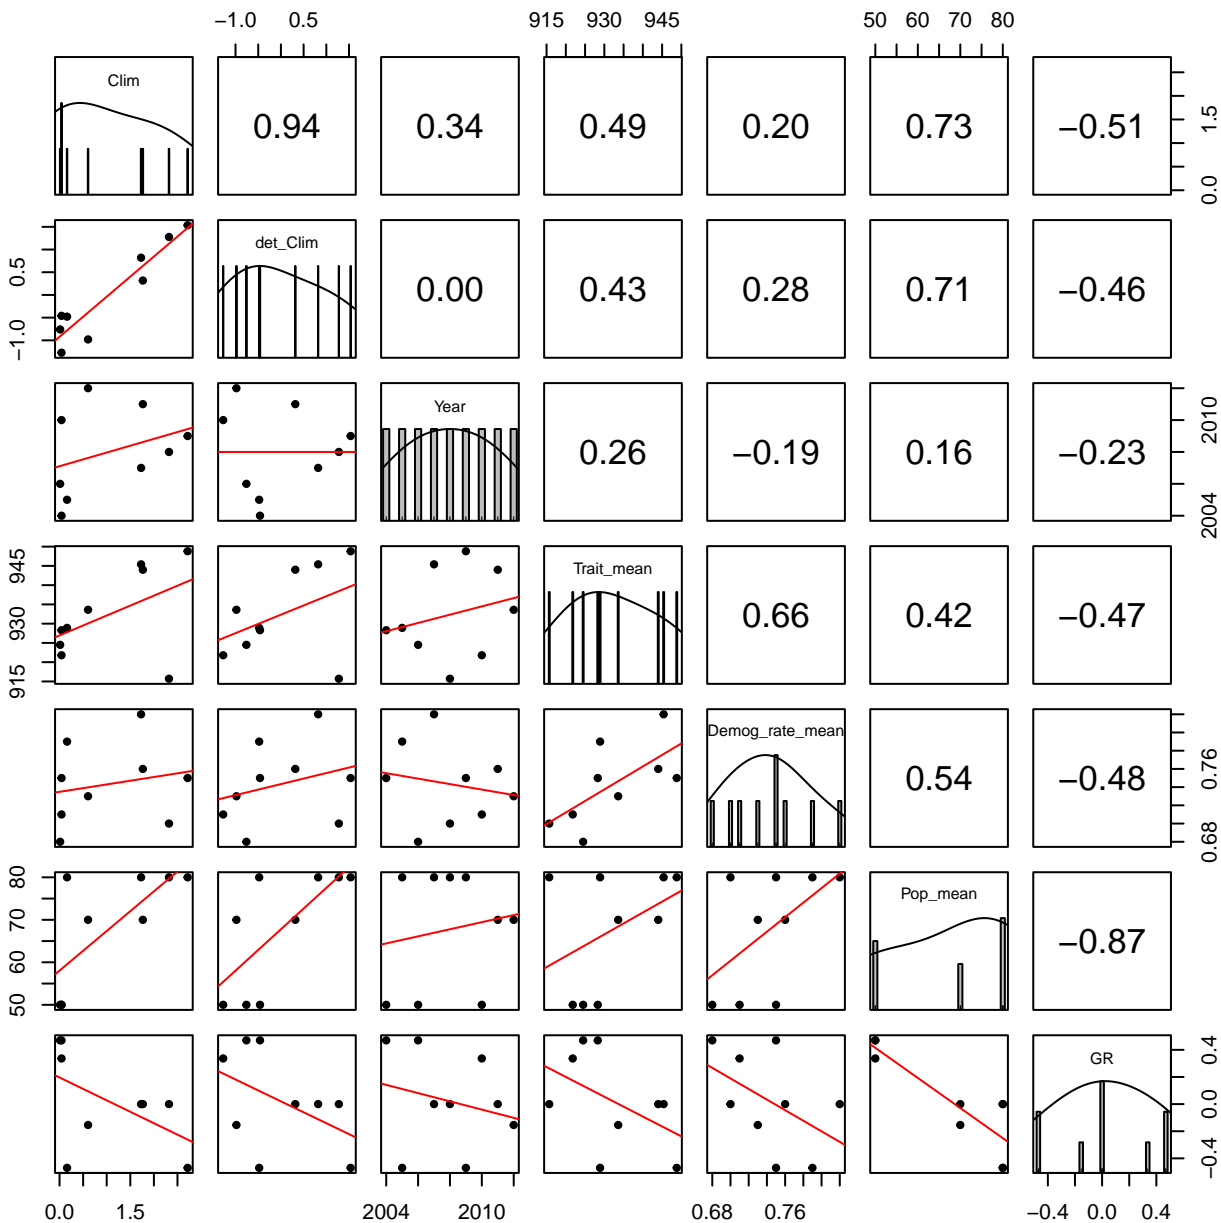 −1.0 0.5 915 930 945 50 60 70 80
Clim 0.94 0.34 0.49 0.20 0.73 −0.51 0.0 1.5
−1.0 0.5 det_Clim 0.00 0.43 0.28 0.71 −0.46
Year 0.26 −0.19 0.16 −0.23 2004 2010
915 930 945 Trait_mean 0.66 0.42 −0.47
Demog_rate_mean 0.54 −0.48 0.68 0.76
50 60 70 80 Pop_mean −0.87
GR −0.4 0.0 0.4
0.0 1.5 2004 2010 0.68 0.76 −0.4 0.0 0.4